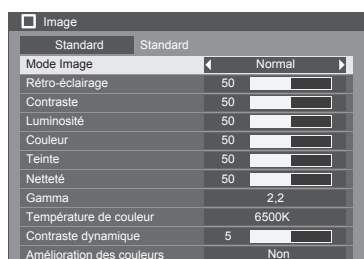 Image
Standard Standard
Mode Image Normal
Rétro-éclairage 50
Contraste 50
Luminosité 50
Couleur 50
Teinte 50
Netteté 50
Gamma 2,2
Température de couleur 6500K
Contraste dynamique 5
Amélioration des couleurs Non